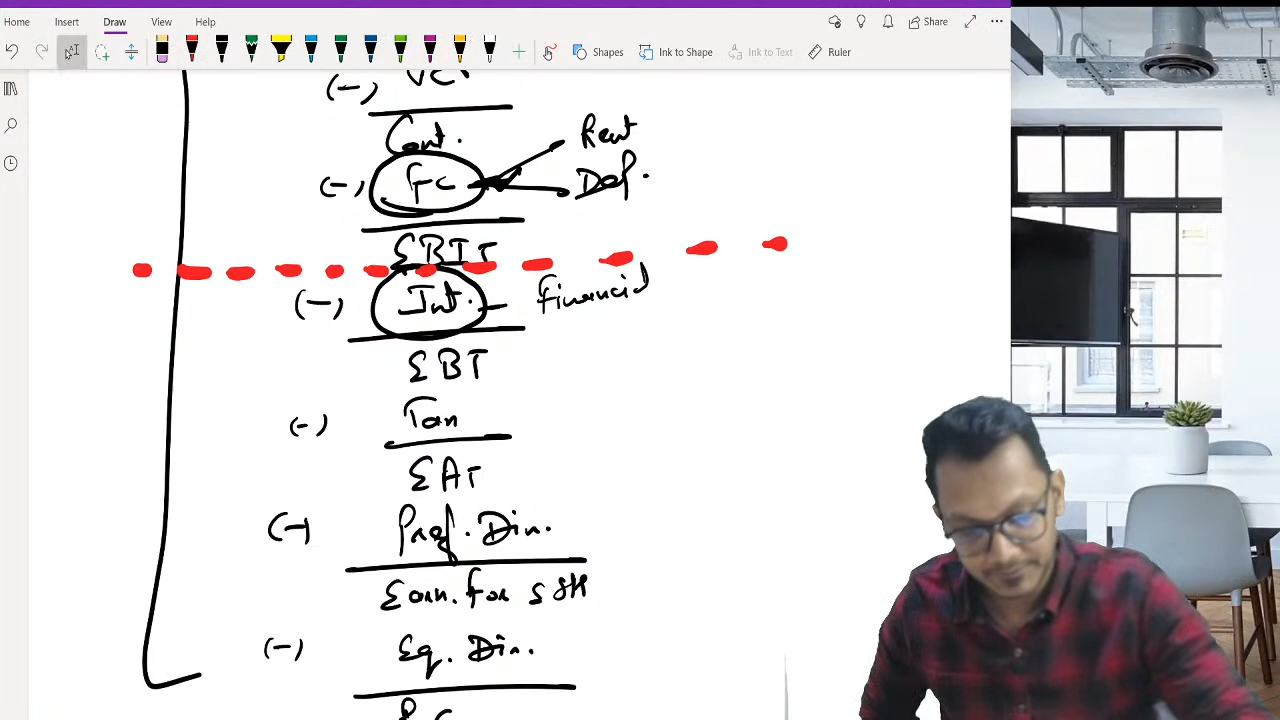 Home Insert Draw View Help Share
Shapes Ink to Shape Ink to Text Ruler
(-) VC
Cont. Rent
(-) FC Dep.
EBIT
(-) Int. Financial
EBT
(-) Tax
EAT
(-) Pref. Div.
Earn. for ESH
(-) Eq. Div.